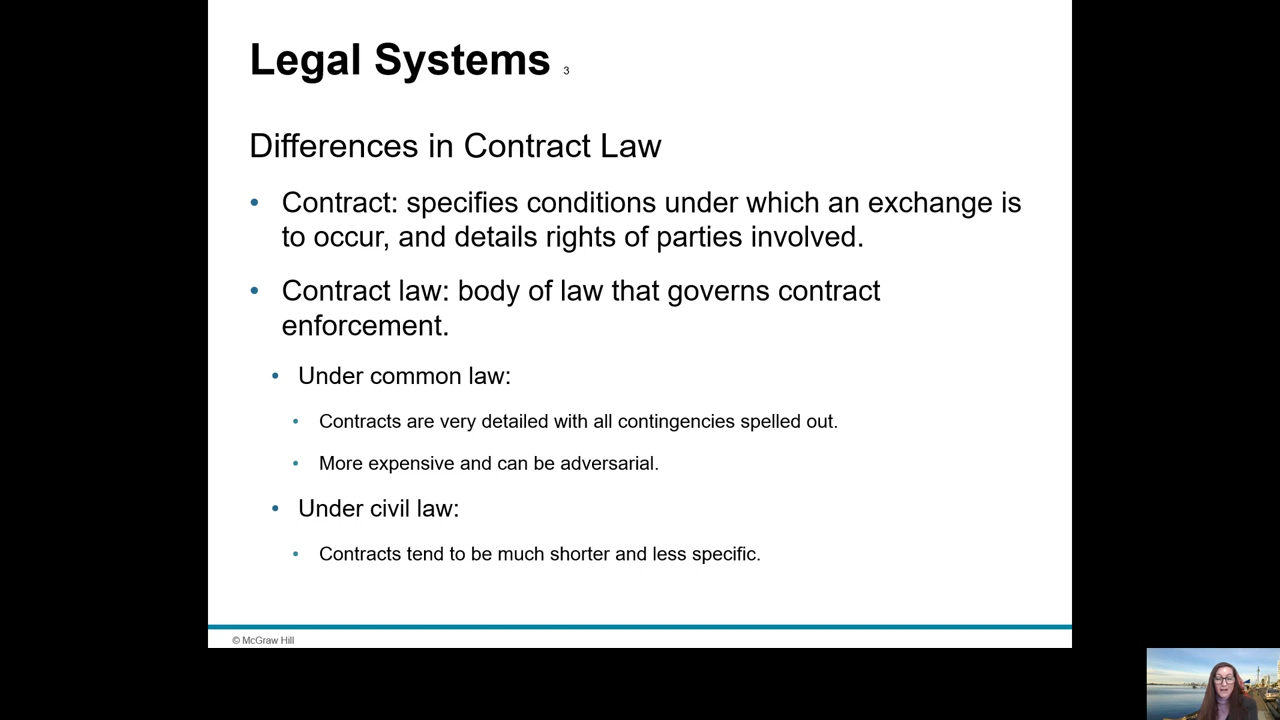 Legal Systems 3
Differences in Contract Law
• Contract: specifies conditions under which an exchange is
to occur, and details rights of parties involved.
• Contract law: body of law that governs contract
enforcement.
• Under common law:
• Contracts are very detailed with all contingencies spelled out.
• More expensive and can be adversarial.
• Under civil law:
• Contracts tend to be much shorter and less specific.
© McGraw Hill